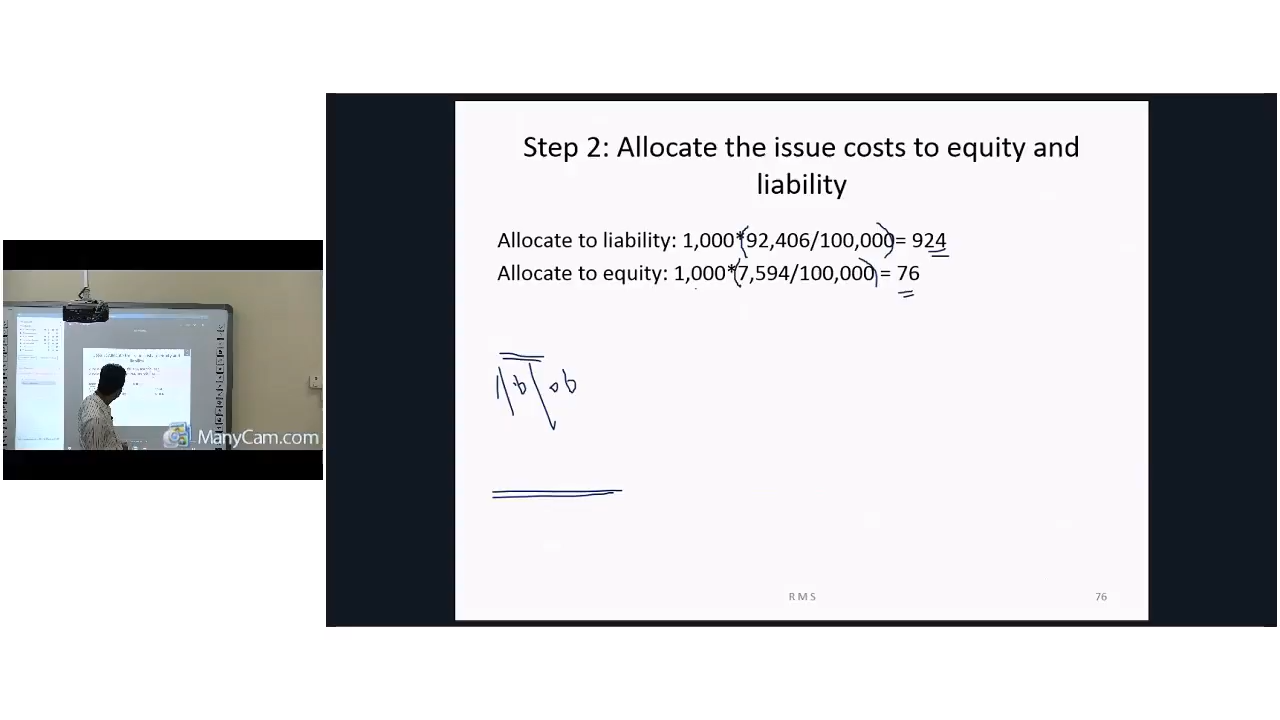 Step 2: Allocate the issue costs to equity and
liability
Allocate to liability: 1,000*(92,406/100,000)= 924
Allocate to equity: 1,000*(7,594/100,000) = 76
R M S
76
ManyCam.com